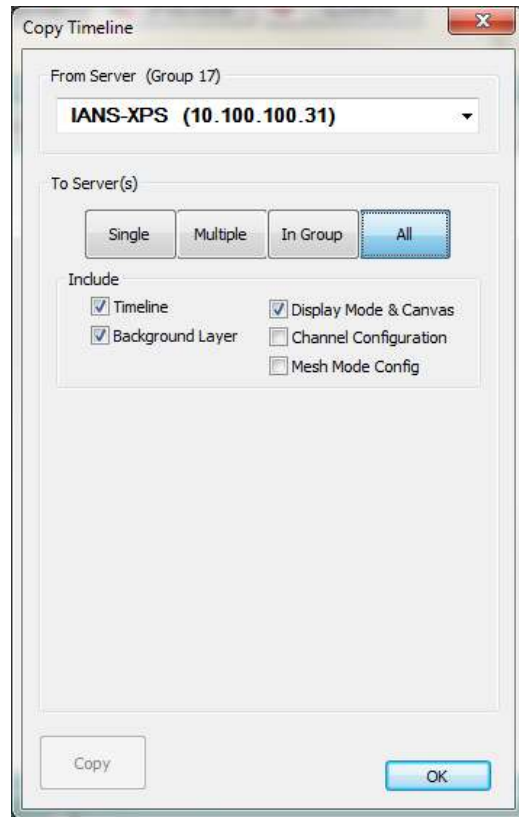 Copy Timeline
From Server (Group 17)
IANS-XPS (10.100.100.31)
To Server(s)
Single Multiple In Group All
Include
Timeline Display Mode & Canvas
Background Layer Channel Configuration
Mesh Mode Config
Copy OK